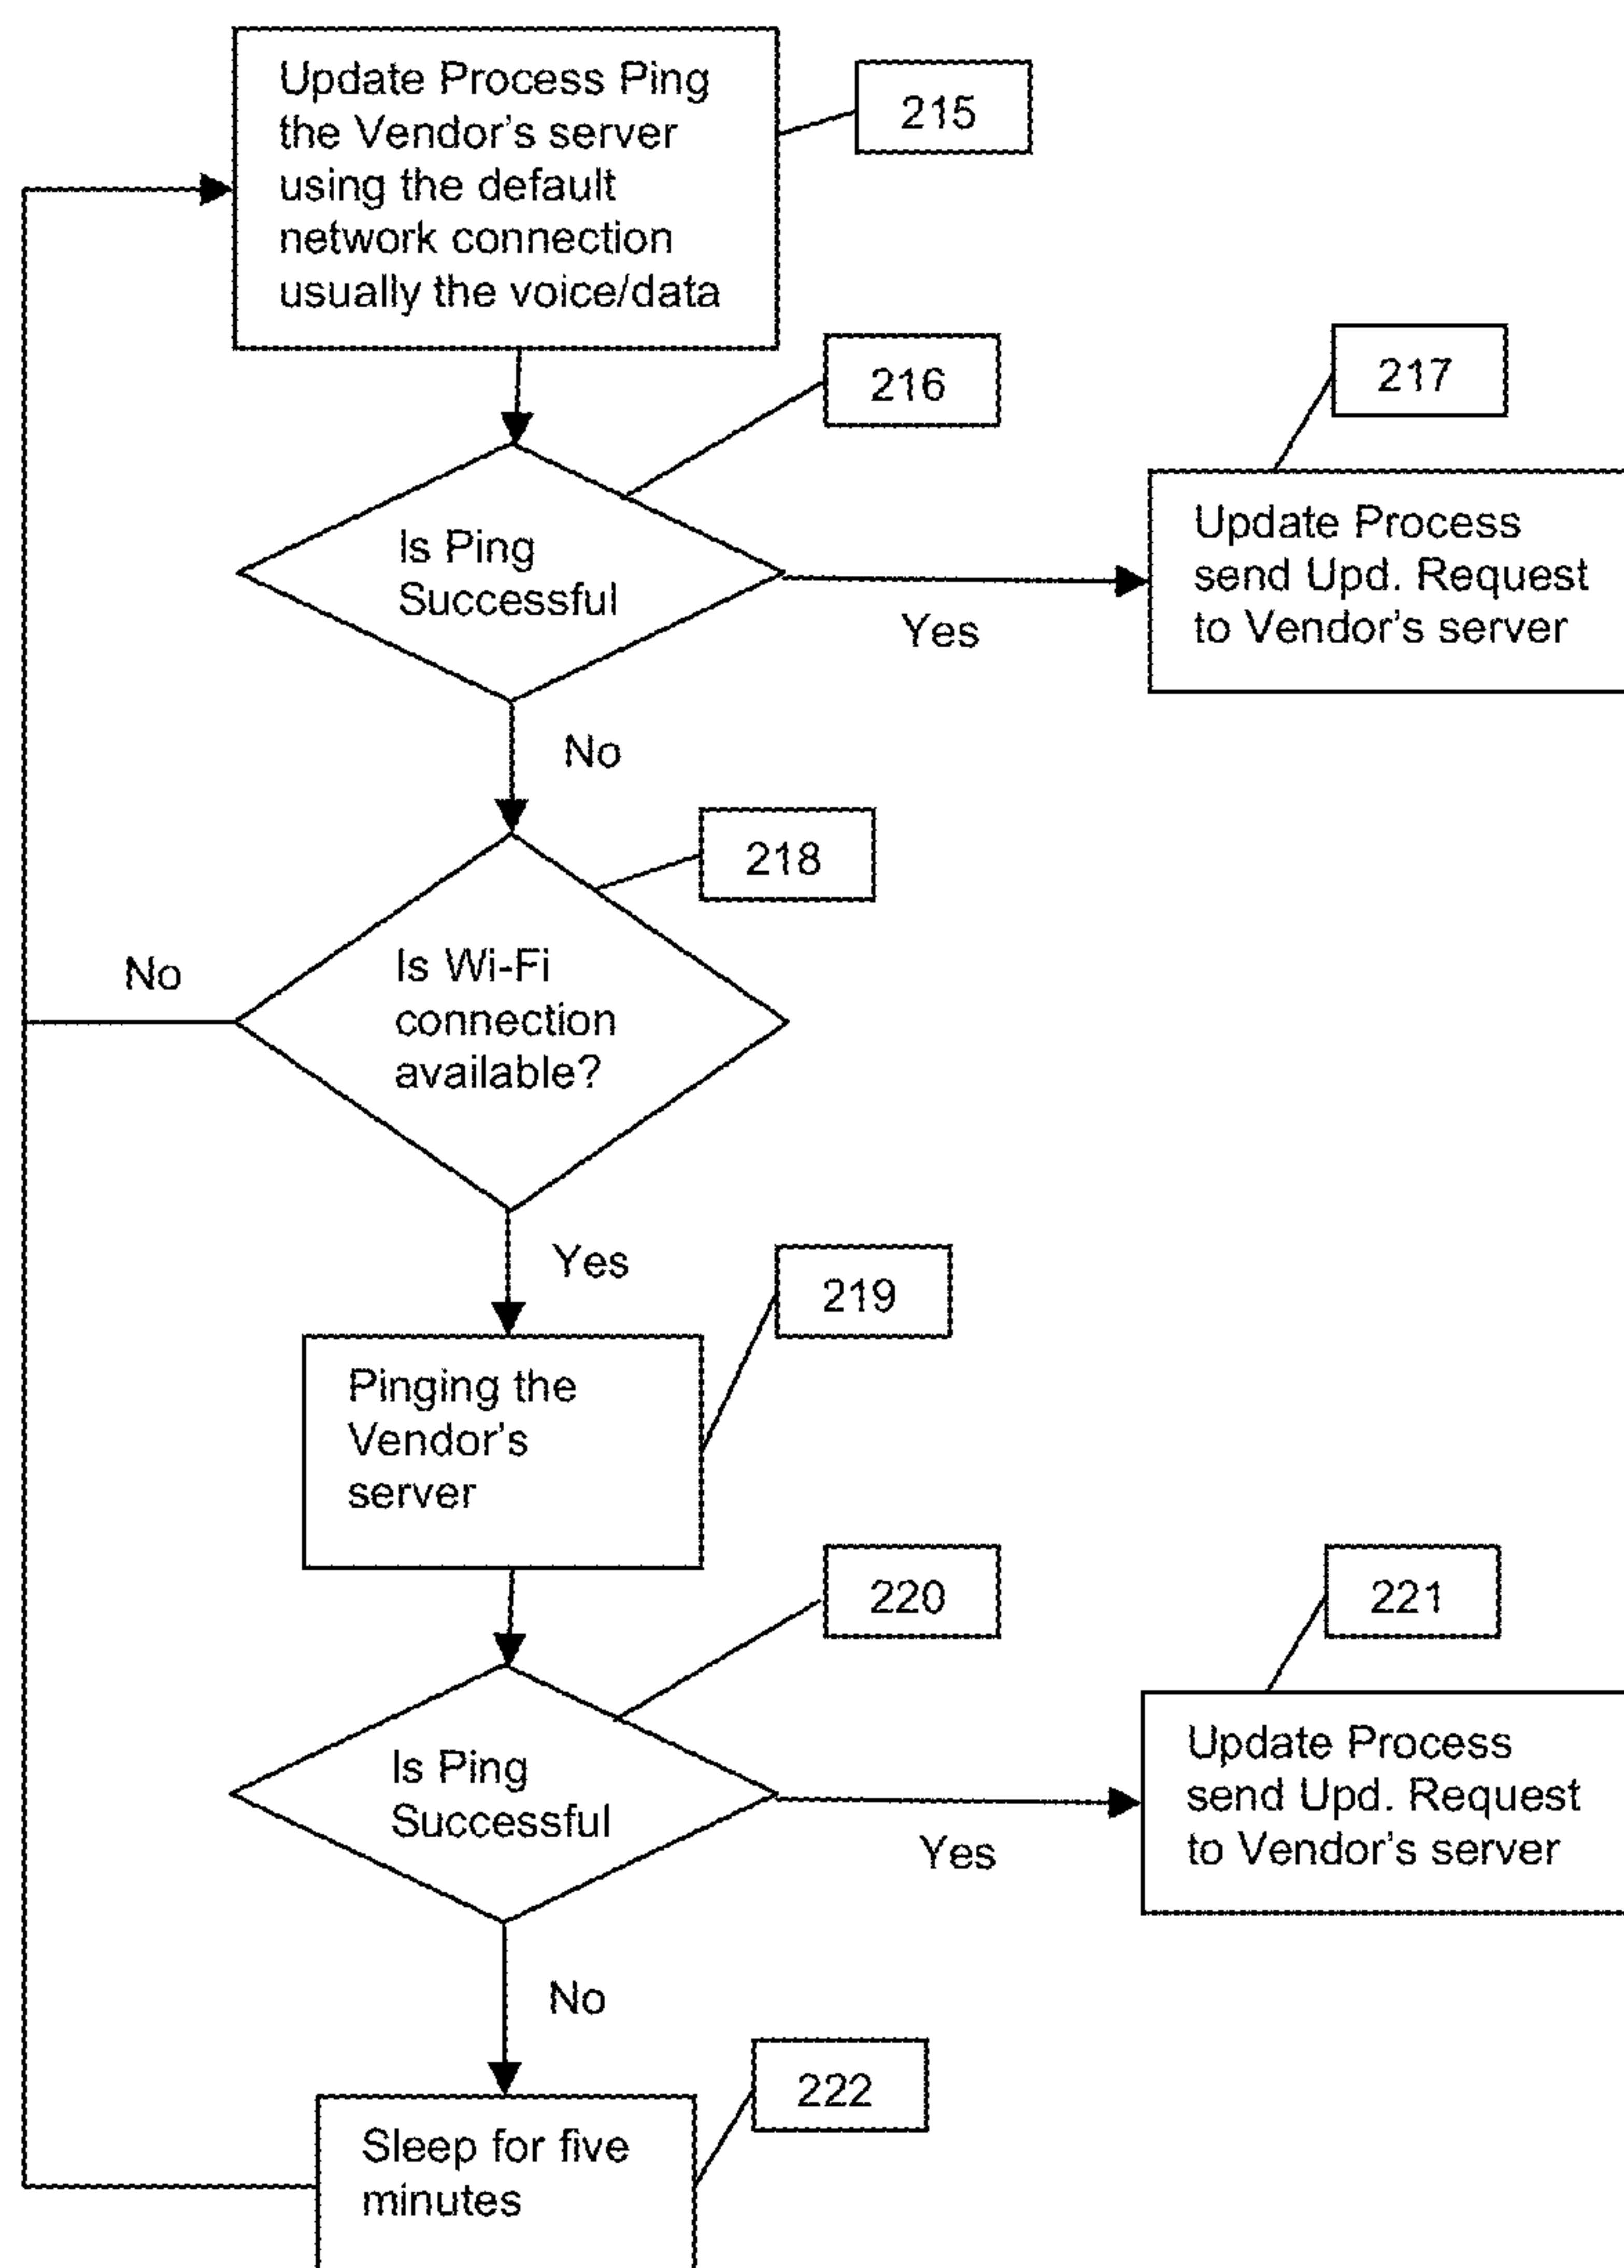 Update Process Ping
the Vendor's server
using the default
network connection
usually the voice/data
215
216
217
Is Ping
Successful
Yes
Update Process
send Upd. Request
to Vendor's server
No
218
Is Wi-Fi
connection
available?
No
Yes
219
Pinging the
Vendor's
server
220
221
Is Ping
Successful
Yes
Update Process
send Upd. Request
to Vendor's server
No
222
Sleep for five
minutes